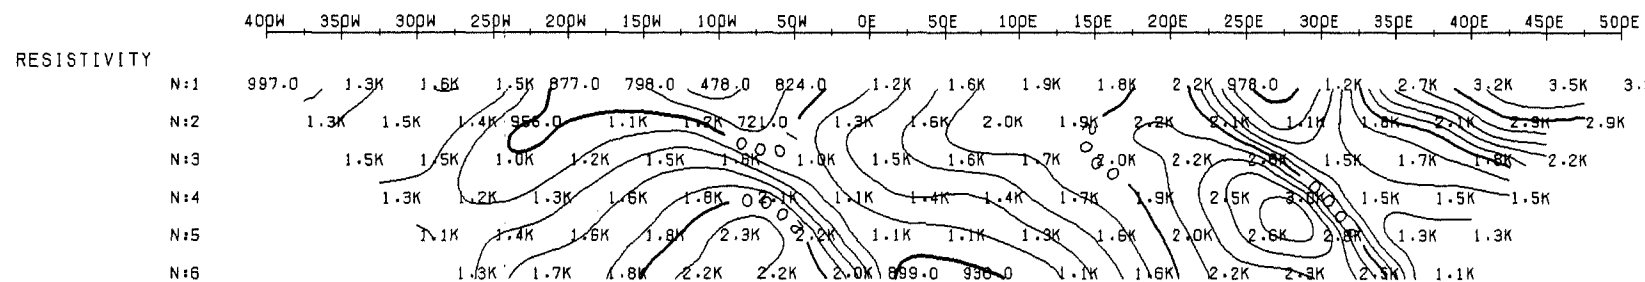 400W 350W 300W 250W 200W 150W 100W 50W 0E 50E 100E 150E 200E 250E 300E 350E 400E 450E 500E
RESISTIVITY
N:1 997.0 1.3K 1.6K 1.5K 877.0 798.0 478.0 824.0 1.2K 1.6K 1.9K 1.8K 2.2K 978.0 1.2K 2.7K 3.2K 3.5K
N:2 1.3K 1.5K 1.4K 956.0 1.1K 1.2K 721.0 1.3K 1.6K 2.0K 1.9K 2.2K 2.1K 1.1K 1.8K 2.1K 2.9K 2.9K
N:3 1.5K 1.5K 1.0K 1.2K 1.5K 1.8K 1.0K 1.5K 1.6K 1.7K 2.0K 2.2K 2.6K 1.5K 1.7K 1.8K 2.2K
N:4 1.3K 1.2K 1.3K 1.6K 1.8K 2.1K 1.1K 1.4K 1.4K 1.7K 1.9K 2.5K 3.0K 1.5K 1.5K 1.5K
N:5 1.1K 1.4K 1.6K 1.8K 2.3K 2.2K 1.1K 1.1K 1.3K 1.6K 2.0K 2.6K 2.8K 1.3K 1.3K
N:6 1.3K 1.7K 1.8K 2.2K 2.2K 2.0K 899.0 936.0 1.1K 1.6K 2.2K 2.3K 2.5K 1.1K